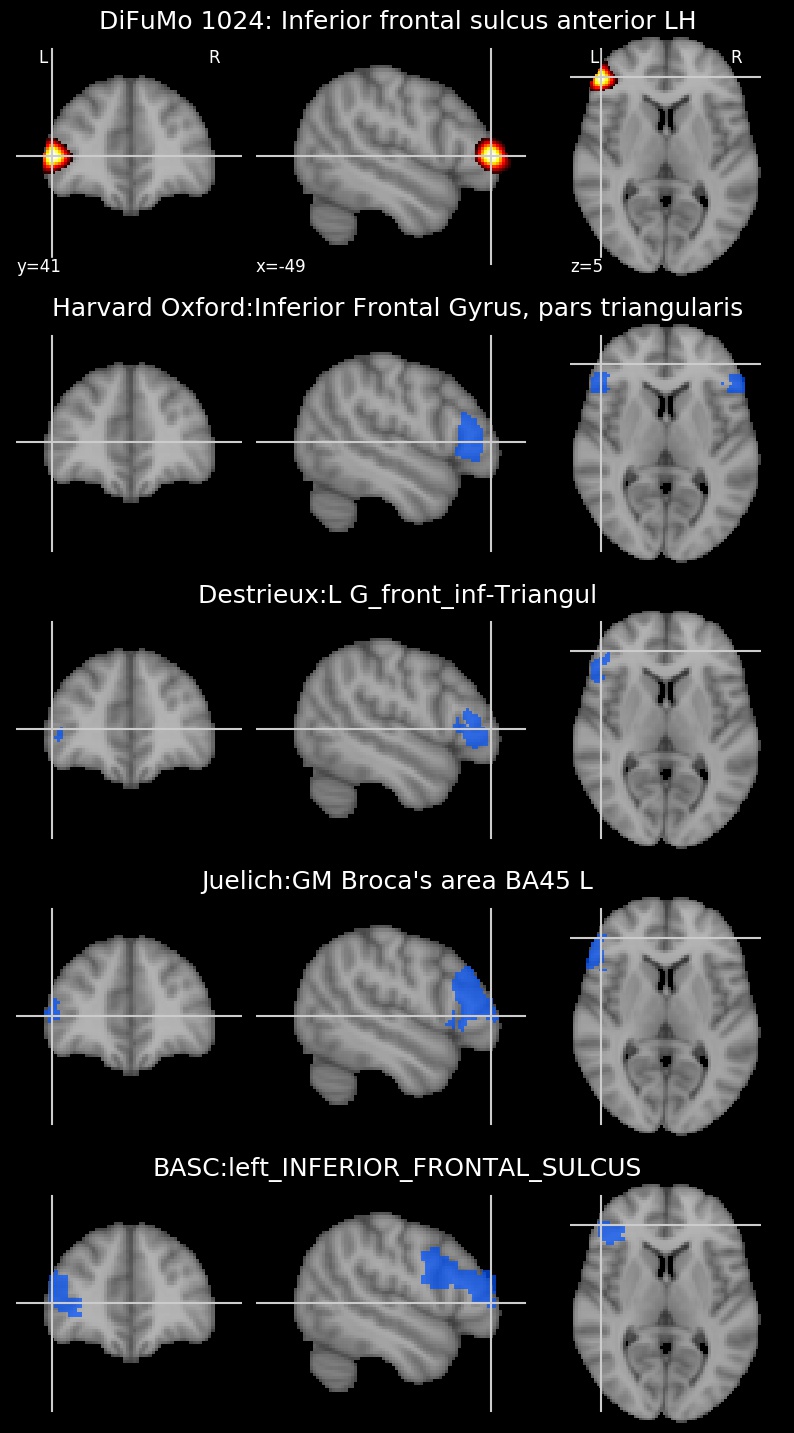 DiFuMo 1024: Inferior frontal sulcus anterior LH
L R L R
y=41 x=-49 z=5
Harvard Oxford:Inferior Frontal Gyrus, pars triangularis
Destrieux:L G_front_inf-Triangul
Juelich:GM Broca's area BA45 L
BASC:left_INFERIOR_FRONTAL_SULCUS